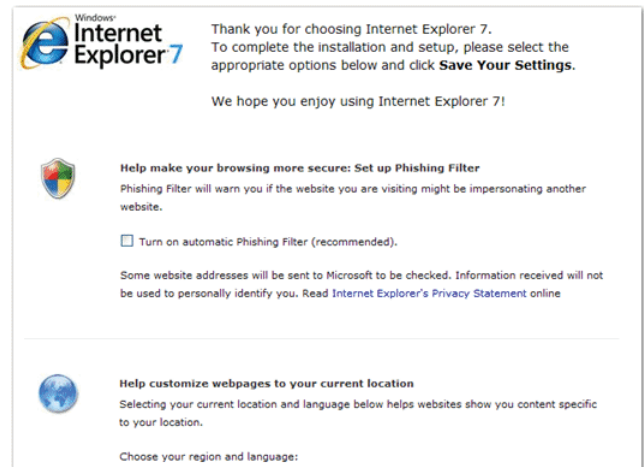 Windows®
Internet
Explorer 7
Thank you for choosing Internet Explorer 7.
To complete the installation and setup, please select the
appropriate options below and click Save Your Settings.
We hope you enjoy using Internet Explorer 7!
Help make your browsing more secure: Set up Phishing Filter
Phishing Filter will warn you if the website you are visiting might be impersonating another
website.
Turn on automatic Phishing Filter (recommended).
Some website addresses will be sent to Microsoft to be checked. Information received will not
be used to personally identify you. Read Internet Explorer's Privacy Statement online
Help customize webpages to your current location
Selecting your current location and language below helps websites show you content specific
to your location.
Choose your region and language: